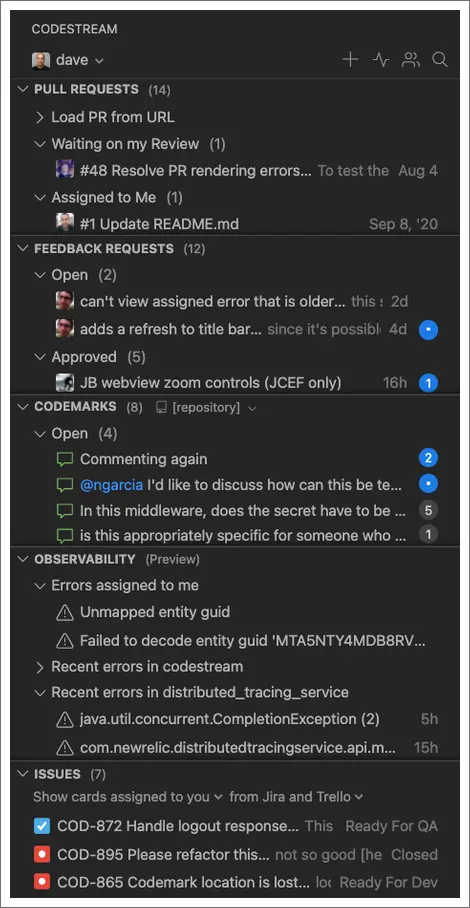 CODESTREAM
dave
PULL REQUESTS (14)
Load PR from URL
Waiting on my Review (1)
#48 Resolve PR rendering errors... To test the Aug 4
Assigned to Me (1)
#1 Update README.md Sep 8, '20
FEEDBACK REQUESTS (12)
Open (2)
can't view assigned error that is older... this 2d
adds a refresh to title bar... since it's possibl 4d
Approved (5)
JB webview zoom controls (JCEF only) 16h 1
CODEMARKS (8) [repository]
Open (4)
Commenting again 2
@ngarcia I'd like to discuss how can this be te...
In this middleware, does the secret have to be ... 5
is this appropriately specific for someone who ... 1
OBSERVABILITY (Preview)
Errors assigned to me
Unmapped entity guid
Failed to decode entity guid 'MTA5NTY4MDB8RV...
Recent errors in codestream
Recent errors in distributed_tracing_service
java.util.concurrent.CompletionException (2) 5h
com.newrelic.distributedtracingservice.api.m... 15h
ISSUES (7)
Show cards assigned to you from Jira and Trello
COD-872 Handle logout response... This Ready For QA
COD-895 Please refactor this... not so good [he Closed
COD-865 Codemark location is lost... loc Ready For Dev